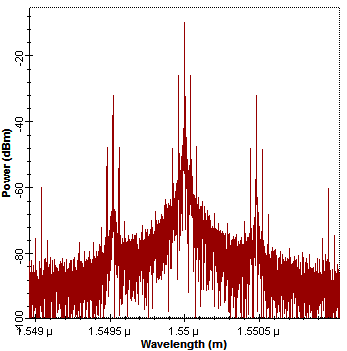 Power (dBm)
-20
-40
-60
-80
-100
1.549 µ
1.5495 µ
1.55 µ
1.5505 µ
Wavelength (m)